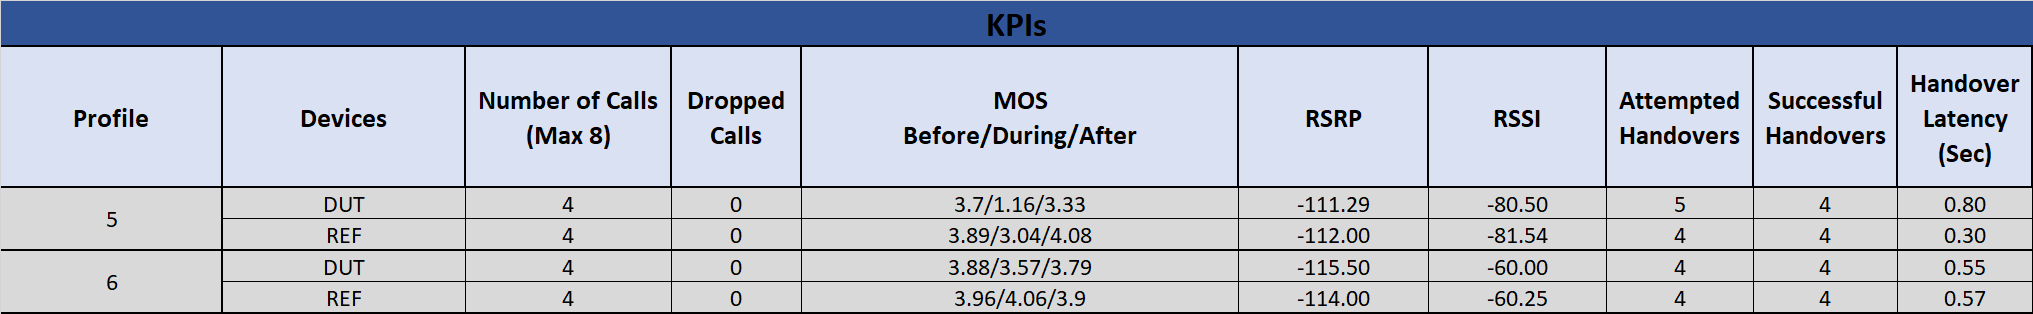 KPIs
Profile Devices Number of Calls (Max 8) Dropped Calls MOS Before/During/After RSRP RSSI Attempted Handovers Successful Handovers Handover Latency (Sec)
5 DUT 4 0 3.7/1.16/3.33 -111.29 -80.50 5 4 0.80
REF 4 0 3.89/3.04/4.08 -112.00 -81.54 4 4 0.30
6 DUT 4 0 3.88/3.57/3.79 -115.50 -60.00 4 4 0.55
REF 4 0 3.96/4.06/3.9 -114.00 -60.25 4 4 0.57